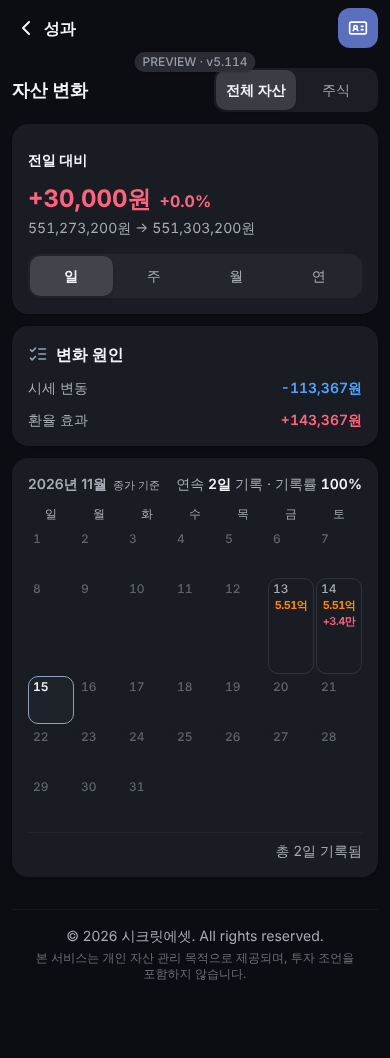 성과
PREVIEW · v5.114
자산 변화
전체 자산 주식
전일 대비
+30,000원 +0.0%
551,273,200원 → 551,303,200원
일 주 월 연
변화 원인
시세 변동 -113,367원
환율 효과 +143,367원
2026년 11월 종가 기준 연속 2일 기록 · 기록률 100%
일 월 화 수 목 금 토
1 2 3 4 5 6 7
8 9 10 11 12 13 14
5.51억 5.51억
+3.4만
15 16 17 18 19 20 21
22 23 24 25 26 27 28
29 30 31
총 2일 기록됨
© 2026 시크릿에셋. All rights reserved.
본 서비스는 개인 자산 관리 목적으로 제공되며, 투자 조언을
포함하지 않습니다.